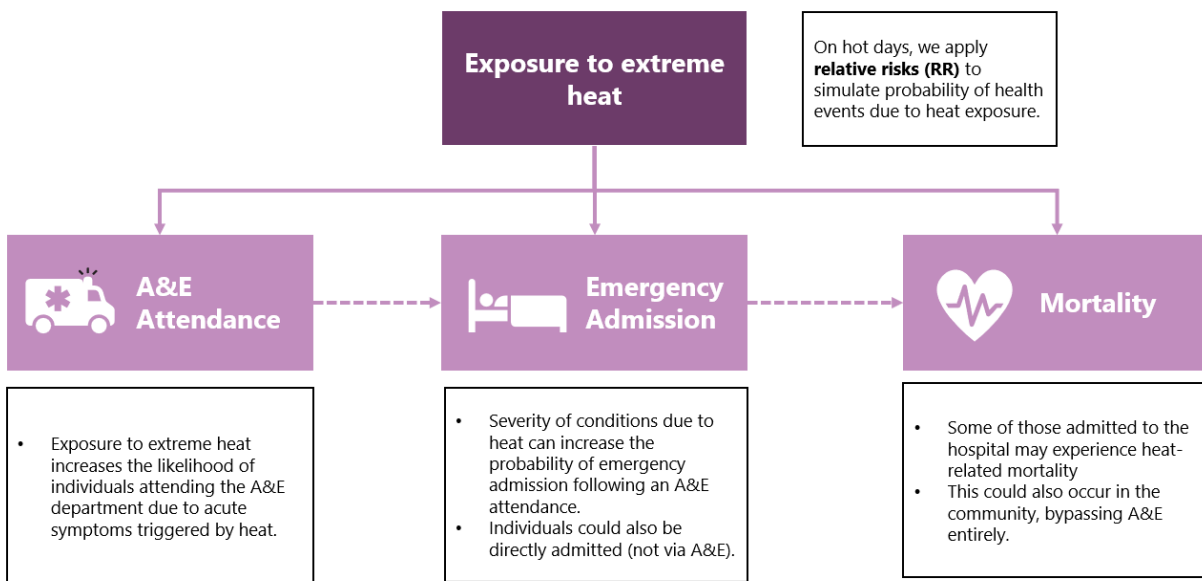 Exposure to extreme
heat
On hot days, we apply
relative risks (RR) to
simulate probability of health
events due to heat exposure.
A&E
Attendance
Emergency
Admission
Mortality
• Exposure to extreme heat
increases the likelihood of
individuals attending the A&E
department due to acute
symptoms triggered by heat.
• Severity of conditions due to
heat can increase the
probability of emergency
admission following an A&E
attendance.
• Individuals could also be
directly admitted (not via A&E).
• Some of those admitted to the
hospital may experience heat-
related mortality
• This could also occur in the
community, bypassing A&E
entirely.